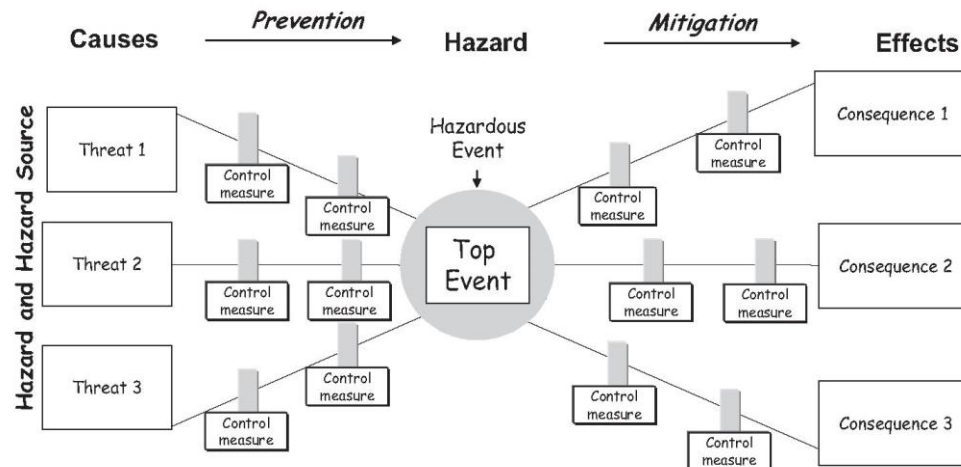 Causes
Prevention
Hazard
Mitigation
Effects
Hazard and Hazard Source
Threat 1
Control
measure
Control
measure
Hazardous
Event
Control
measure
Control
measure
Consequence 1
Threat 2
Control
measure
Control
measure
Top
Event
Control
measure
Control
measure
Consequence 2
Threat 3
Control
measure
Control
measure
Control
measure
Control
measure
Consequence 3